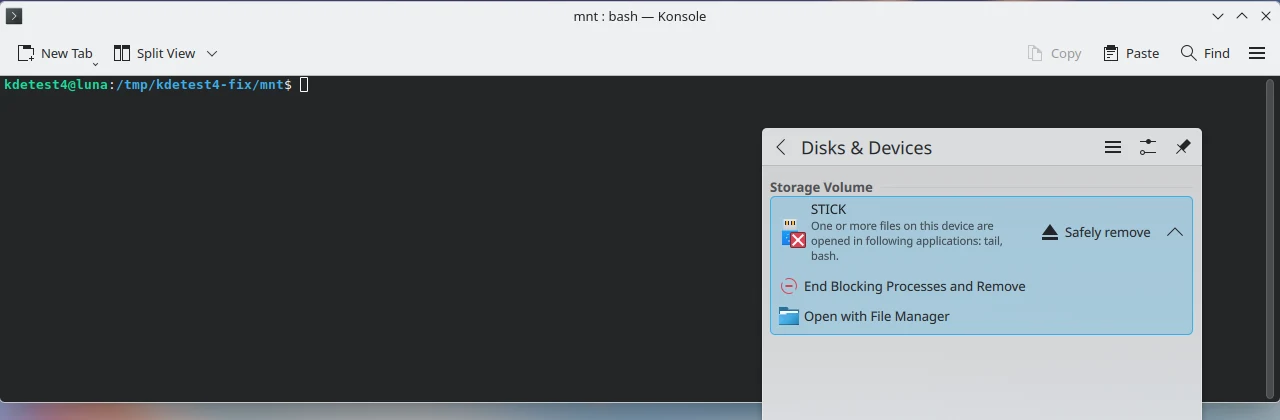 mnt : bash — Konsole
New Tab
Split View
Copy
Paste
Find
kdetest4@luna:/tmp/kdetest4-fix/mnt$
Disks & Devices
Storage Volume
STICK
One or more files on this device are
opened in following applications: tail,
bash.
Safely remove
End Blocking Processes and Remove
Open with File Manager